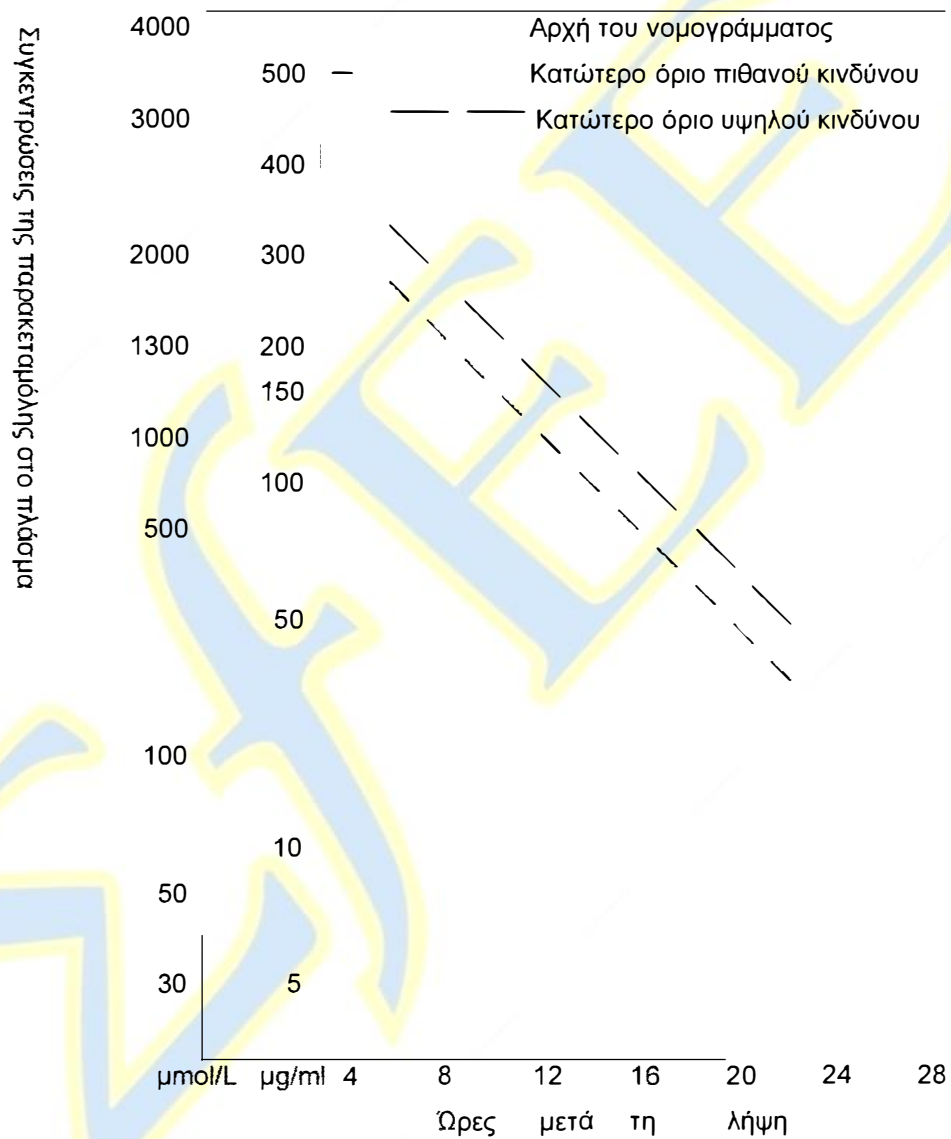 Συγκεντρώσεις της παρακεταμόλης στο πλάσμα
4000 Αρχή του νομογράμματος
500 Κατώτερο όριο πιθανού κινδύνου
3000 Κατώτερο όριο υψηλού κινδύνου
400
2000 300
1300 200
150
1000
100
500
50
100
10
50
30 5
μmol/L μg/ml 4 8 12 16 20 24 28
Ώρες μετά τη λήψη